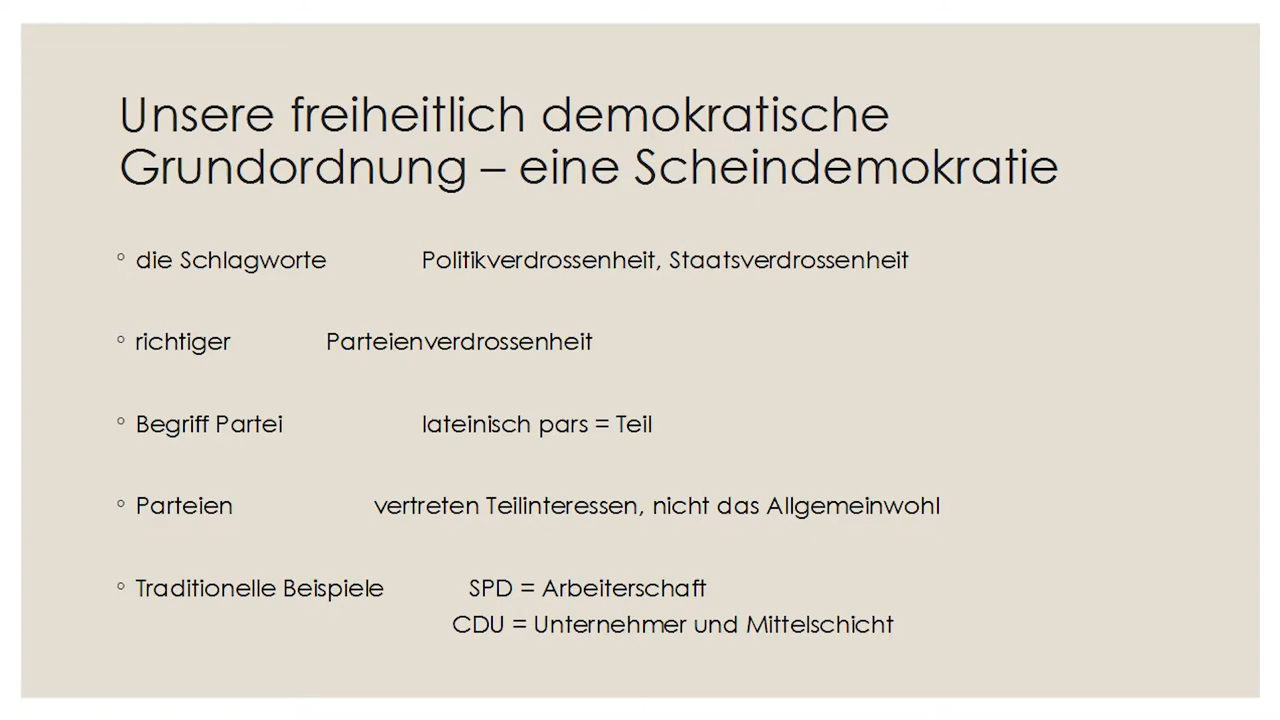 Unsere freiheitlich demokratische
Grundordnung – eine Scheindemokratie
◦ die Schlagworte Politikverdrossenheit, Staatsverdrossenheit
◦ richtiger Parteienverdrossenheit
◦ Begriff Partei lateinisch pars = Teil
◦ Parteien vertreten Teilinteressen, nicht das Allgemeinwohl
◦ Traditionelle Beispiele SPD = Arbeiterschaft
CDU = Unternehmer und Mittelschicht